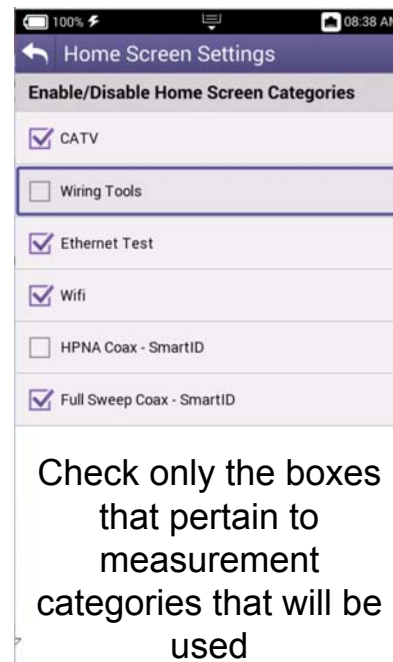 100% 08:38 AM
Home Screen Settings
Enable/Disable Home Screen Categories
CATV
Wiring Tools
Ethernet Test
Wifi
HPNA Coax - SmartID
Full Sweep Coax - SmartID
Check only the boxes
that pertain to
measurement
categories that will be
used